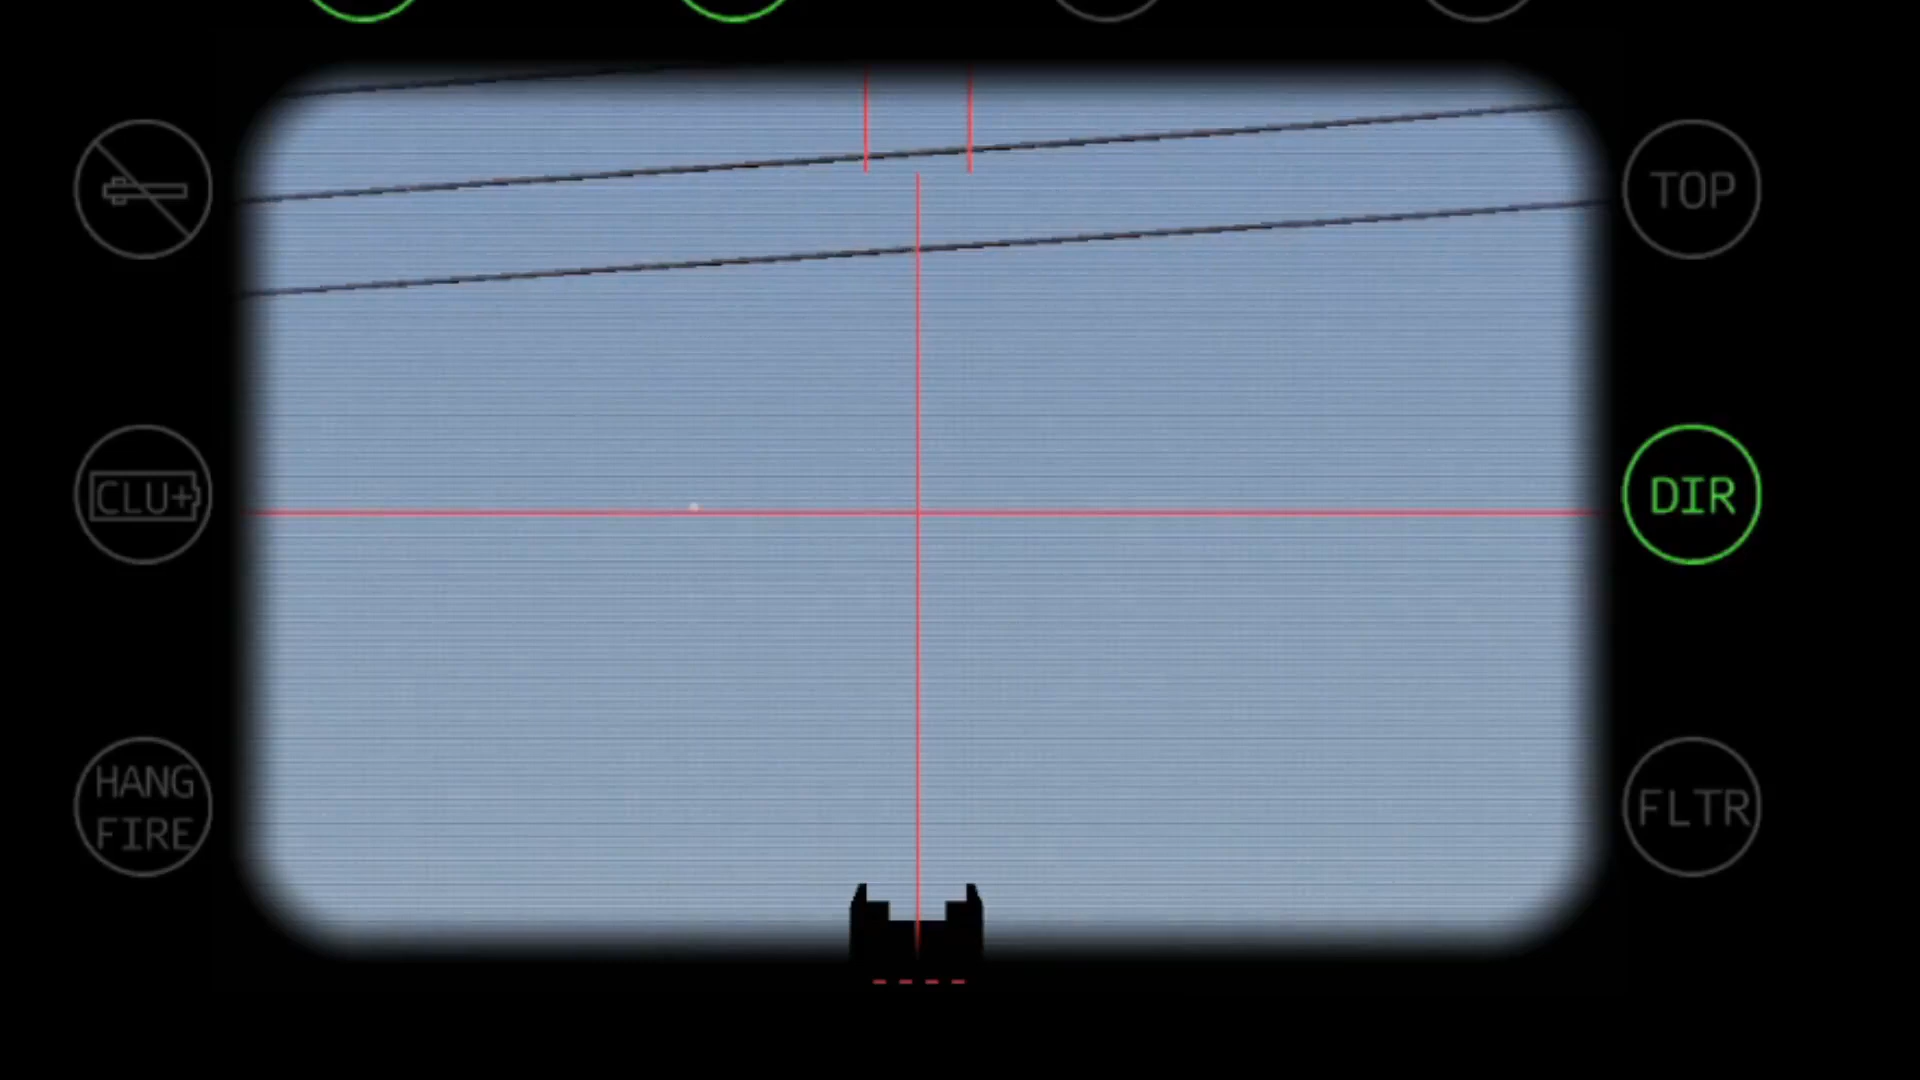 TOP
CLU+
DIR
HANG
FIRE
FLTR
----